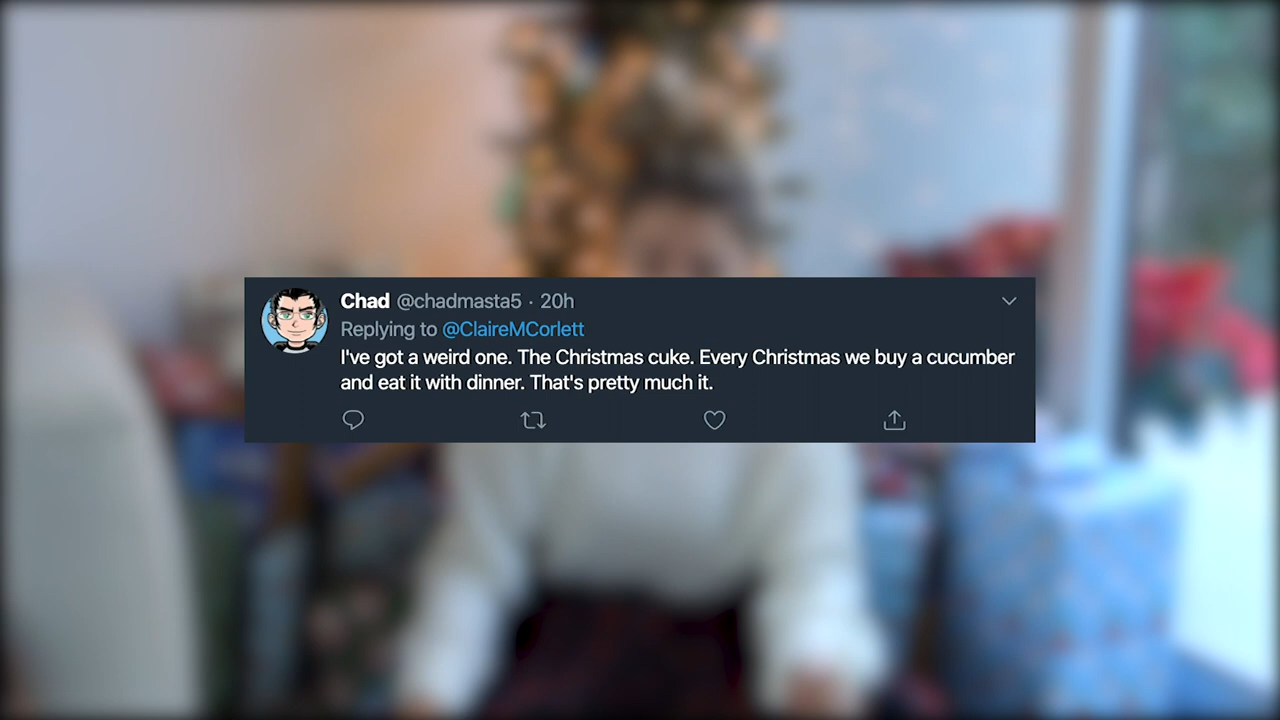 Chad @chadmasta5 · 20h
Replying to @ClaireMCorlett
I've got a weird one. The Christmas cuke. Every Christmas we buy a cucumber
and eat it with dinner. That's pretty much it.